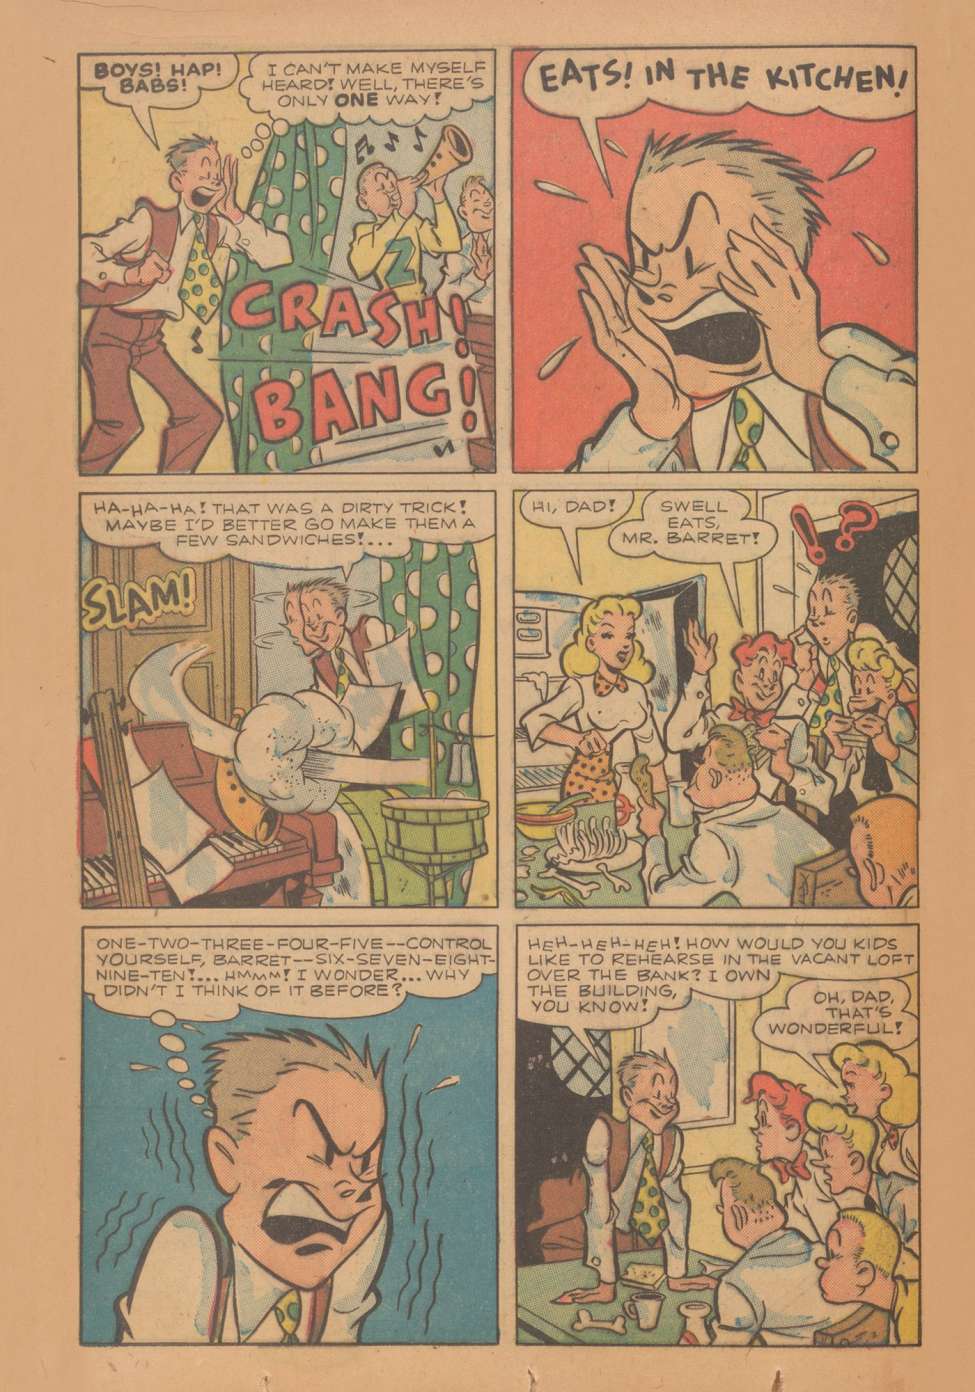 BOYS! HAP!
BABS!
I CAN'T MAKE MYSELF
HEARD! WELL, THERE'S
ONLY ONE WAY!
Z
CRASH!
BANG!
EATS! IN THE KITCHEN!
HA-HA-HA! THAT WAS A DIRTY TRICK!
MAYBE I'D BETTER GO MAKE THEM A
FEW SANDWICHES!...
SLAM!
HI, DAD!
SWELL
EATS,
MR. BARRET!
!?
ONE-TWO-THREE-FOUR-FIVE--CONTROL
YOURSELF, BARRET--SIX-SEVEN-EIGHT-
NINE-TEN!... HMMM! I WONDER... WHY
DIDN'T I THINK OF IT BEFORE?
HEH-HEH-HEH! HOW WOULD YOU KIDS
LIKE TO REHEARSE IN THE VACANT LOFT
OVER THE BANK? I OWN
THE BUILDING,
YOU KNOW!
OH, DAD,
THAT'S
WONDERFUL!